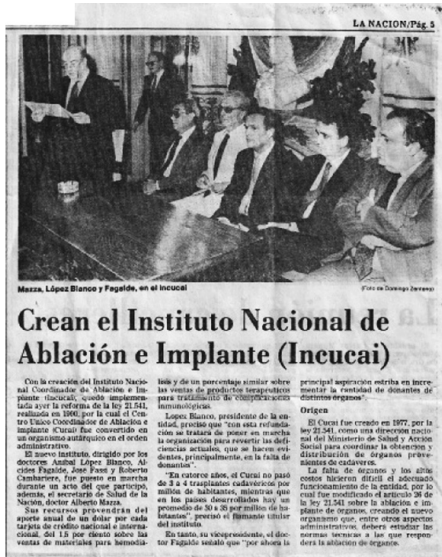 LA NACION/Pág. 5
Mazza, López Blanco y Fagalde, en el Incucai
(Foto de Domingo Zenteno)
Crean el Instituto Nacional de
Ablación e Implante (Incucai)
Con la creación del Instituto Nacio-
nal Coordinador de Ablación e Im-
plante (Incucai), quedó implemen-
tada ayer la reforma de la ley 21.541,
realizada en 1990, por la cual el Cen-
tro Unico Coordinador de Ablación e
implante (Cucai) fue convertido en
un organismo autárquico en el orden
administrativo.
El nuevo instituto, dirigido por los
doctores Aníbal López Blanco, Al-
cides Fagalde, José Fassi y Roberto
Cambariere, fue puesto en marcha
durante un acto del que participó,
además, el secretario de Salud de la
Nación, doctor Alberto Mazza.
Sus recursos provendrán del
aporte anual de un dólar por cada
tarjeta de crédito nacional e interna-
cional, del 1,5 por ciento sobre las
ventas de materiales para hemodiá-
lisis y de un porcentaje similar sobre
las ventas de productos terapéuticos
para tratamiento de complicaciones
inmunológicas.
López Blanco, presidente de la en-
tidad, precisó que "con esta refunda-
ción se tratará de poner en marcha
la organización para revertir las de-
ficiencias actuales, que se hacen evi-
dentes, principalmente, en la falta de
donantes".
"En catorce años, el Cucai no pasó
de 3 a 4 trasplantes cadavéricos por
millón de habitantes, mientras que
en los países desarrollados hay un
promedio de 30 a 35 por millón de ha-
bitantes", precisó el flamante titular
del instituto.
En tanto, su vicepresidente, el doc-
tor Fagalde señaló que "por ahora la
principal aspiración estriba en incre-
mentar la cantidad de donantes de
distintos órganos".
Origen
El Cucai fue creado en 1977, por la
ley 21.541, como una dirección nacio-
nal del Ministerio de Salud y Acción
Social para coordinar la obtención y
distribución de órganos prove-
nientes de cadáveres.
La falta de órganos y los altos
costos hicieron difícil el adecuado
funcionamiento de la entidad, por lo
cual fue modificado el artículo 26 de
la ley 21.541 sobre la ablación e im-
plante de órganos, creando el nuevo
organismo que, entre otros aspectos
administrativos, deberá estudiar las
normas técnicas a las que respon-
derá la ablación de órganos.